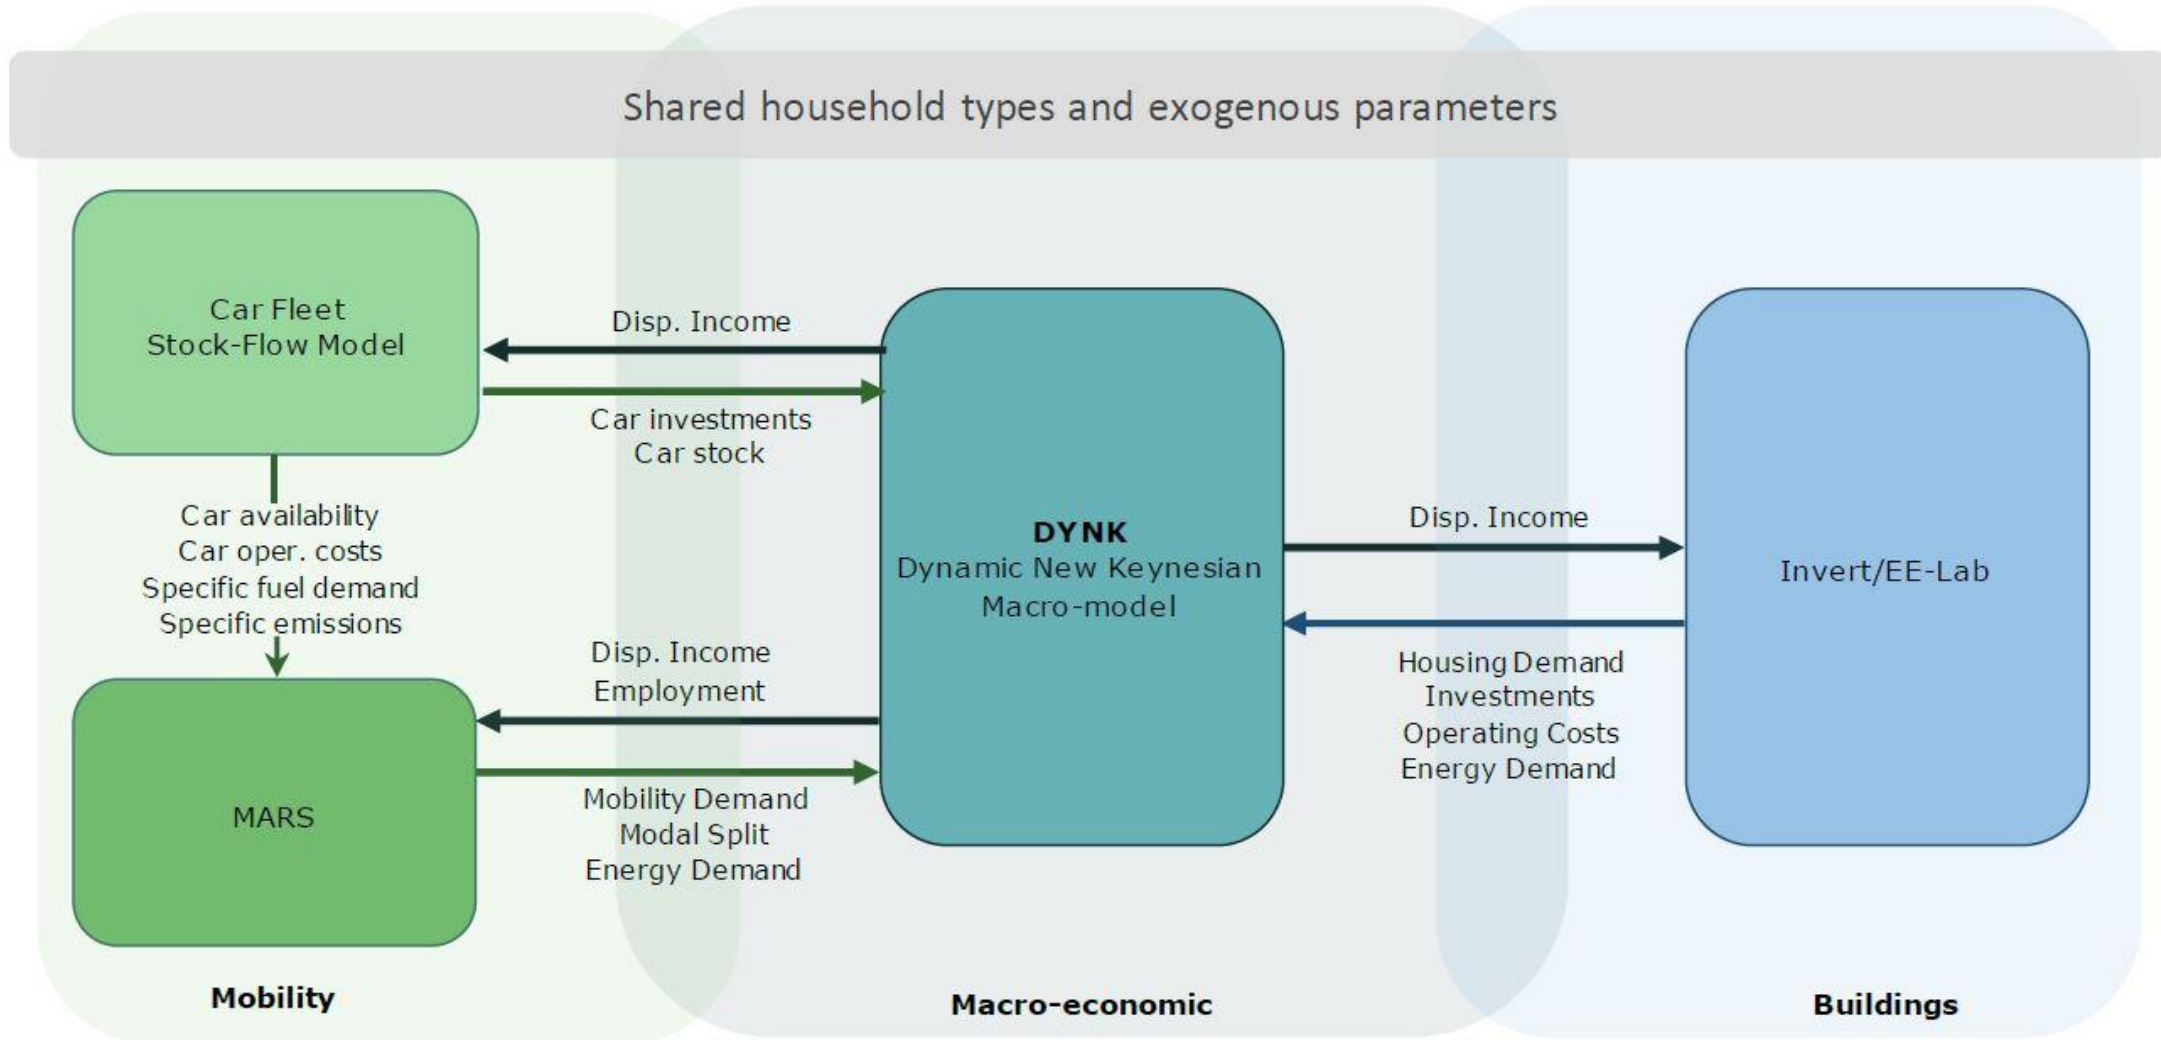 Shared household types and exogenous parameters
Car Fleet
Stock-Flow Model
Disp. Income
Car investments
Car stock
Car availability
Car oper. costs
Specific fuel demand
Specific emissions
Disp. Income
Employment
MARS
Mobility Demand
Modal Split
Energy Demand
DYNK
Dynamic New Keynesian
Macro-model
Disp. Income
Housing Demand
Investments
Operating Costs
Energy Demand
Invert/EE-Lab
Mobility
Macro-economic
Buildings